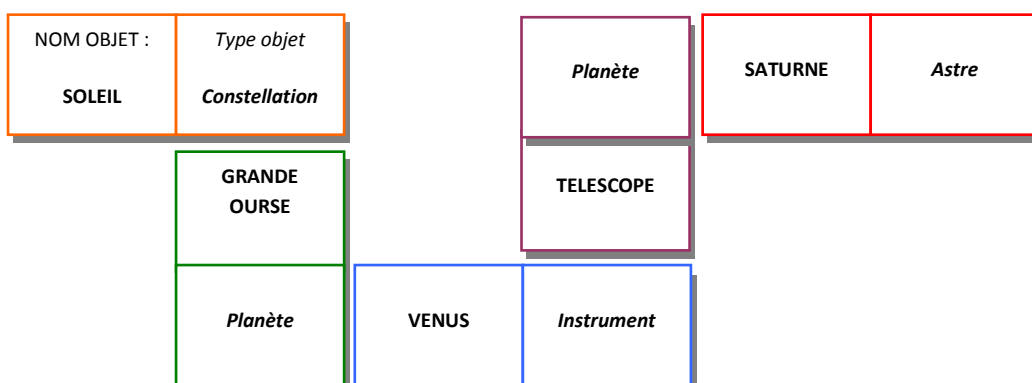 NOM OBJET :
SOLEIL
Type objet
Constellation
Planète
SATURNE
Astre
GRANDE
OURSE
TELESCOPE
Planète
VENUS
Instrument